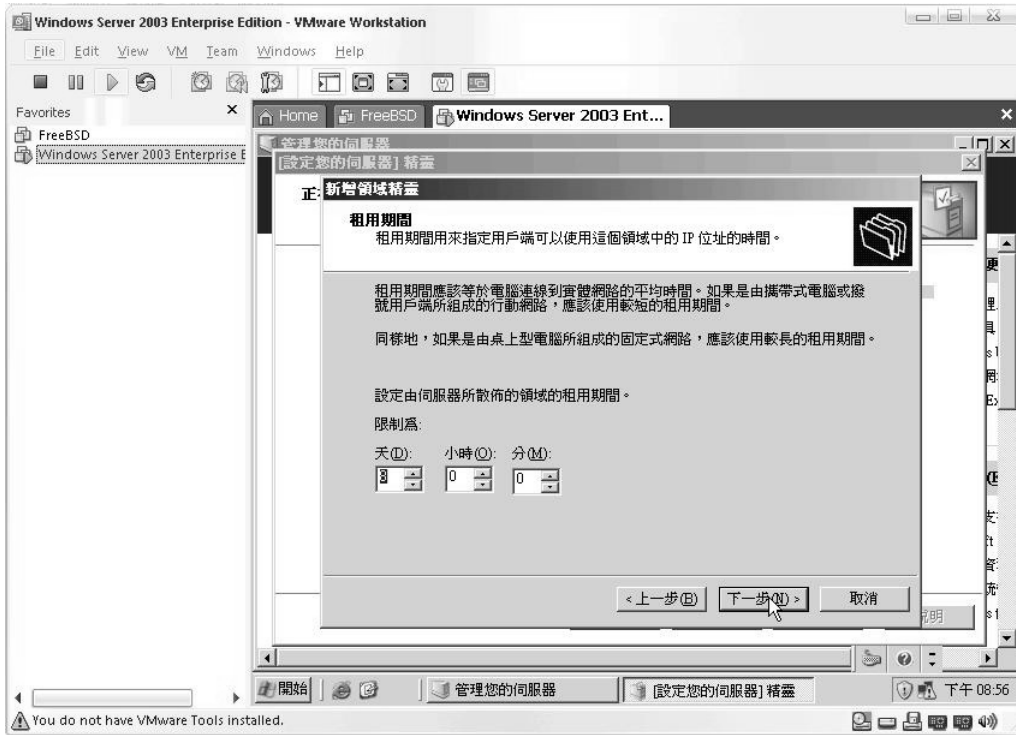 Windows Server 2003 Enterprise Edition - VMware Workstation
File Edit View VM Team Windows Help
Favorites
FreeBSD
Windows Server 2003 Enterprise E
Home FreeBSD Windows Server 2003 Ent...
管理您的伺服器
[設定您的伺服器] 精靈
正
新增領域精靈
租用期間
租用期間用來指定用戶端可以使用這個領域中的 IP 位址的時間。
租用期間應該等於電腦連線到實體網路的平均時間。如果是由攜帶式電腦或撥
號用戶端所組成的行動網路，應該使用較短的租用期間。
同樣地，如果是由桌上型電腦所組成的固定式網路，應該使用較長的租用期間。
設定由伺服器所散佈的領域的租用期間。
限制為:
天(D): 小時(O): 分(M):
8 0 0
< 上一步(B) 下一步(N) > 取消
說明
開始 管理您的伺服器 [設定您的伺服器] 精靈 下午 08:56
You do not have VMware Tools installed.